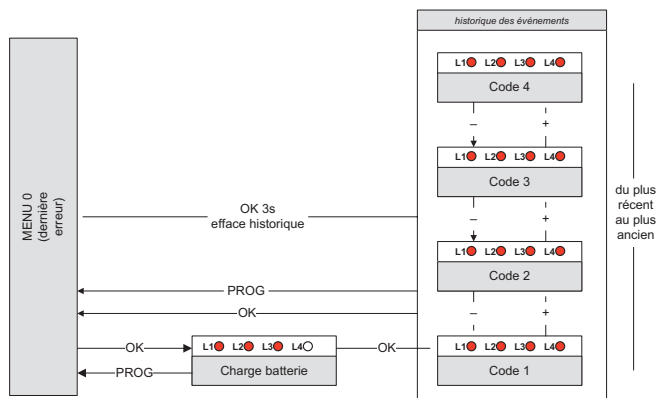 historique des événements
L1 L2 L3 L4
Code 4
– +
L1 L2 L3 L4
Code 3
– +
L1 L2 L3 L4
Code 2
– +
L1 L2 L3 L4
Code 1
du plus
récent
au plus
ancien
MENU 0
(dernière
erreur)
OK 3s
efface historique
PROG
OK
OK
L1 L2 L3 L4
Charge batterie
OK
PROG